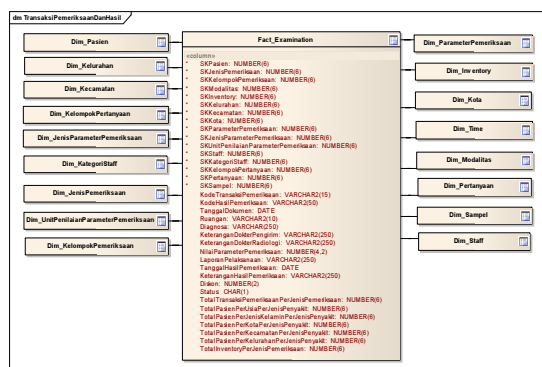 dm TransaksiPemeriksaanDanHasil
Dim_Pasien
Dim_Kelurahan
Dim_Kecamatan
Dim_KelompokPertanyaan
Dim_JenisParameterPemeriksaan
Dim_KategoriStaff
Dim_JenisPemeriksaan
Dim_UnitPenilaianParameterPemeriksaan
Dim_KelompokPemeriksaan
Fact_Examination
«column»
* SKPasien: NUMBER(6)
* SKJenisPemeriksaan: NUMBER(6)
* SKKelompokPemeriksaan: NUMBER(6)
* SKModalitas: NUMBER(6)
* SKInventory: NUMBER(6)
* SKKelurahan: NUMBER(6)
* SKKecamatan: NUMBER(6)
* SKKota: NUMBER(6)
* SKParameterPemeriksaan: NUMBER(6)
* SKJenisParameterPemeriksaan: NUMBER(6)
* SKUnitPenilaianParameterPemeriksaan: NUMBER(6)
* SKStaff: NUMBER(6)
* SKKategoriStaff: NUMBER(6)
* SKKelompokPertanyaan: NUMBER(6)
* SKPertanyaan: NUMBER(6)
* SKSampel: NUMBER(6)
KodeTransaksiPemeriksaan: VARCHAR2(15)
KodeHasilPemeriksaan: VARCHAR2(50)
TanggalDokumen: DATE
Ruangan: VARCHAR2(10)
Diagnosa: VARCHAR(250)
KeteranganDokterPengirim: VARCHAR2(250)
KeteranganDokterRadiologi: VARCHAR2(250)
NilaiParameterPemeriksaan: NUMBER(4,2)
LaporanPelaksanaan: VARCHAR2(250)
TanggalHasilPemeriksaan: DATE
KeteranganHasilPemeriksaan: VARCHAR2(250)
Diskon: NUMBER(2)
Status: CHAR(1)
TotalTransaksiPemeriksaanPerJenisPemeriksaan: NUMBER(6)
TotalPasienPerUsiaPerJenisPenyakit: NUMBER(6)
TotalPasienPerJenisKelaminPerJenisPenyakit: NUMBER(6)
TotalPasienPerKotaPerJenisPenyakit: NUMBER(6)
TotalPasienPerKecamatanPerJenisPenyakit: NUMBER(6)
TotalPasienPerKelurahanPerJenisPenyakit: NUMBER(6)
TotalInventoryPerJenisPemeriksaan: NUMBER(6)
Dim_ParameterPemeriksaan
Dim_Inventory
Dim_Kota
Dim_Time
Dim_Modalitas
Dim_Pertanyaan
Dim_Sampel
Dim_Staff